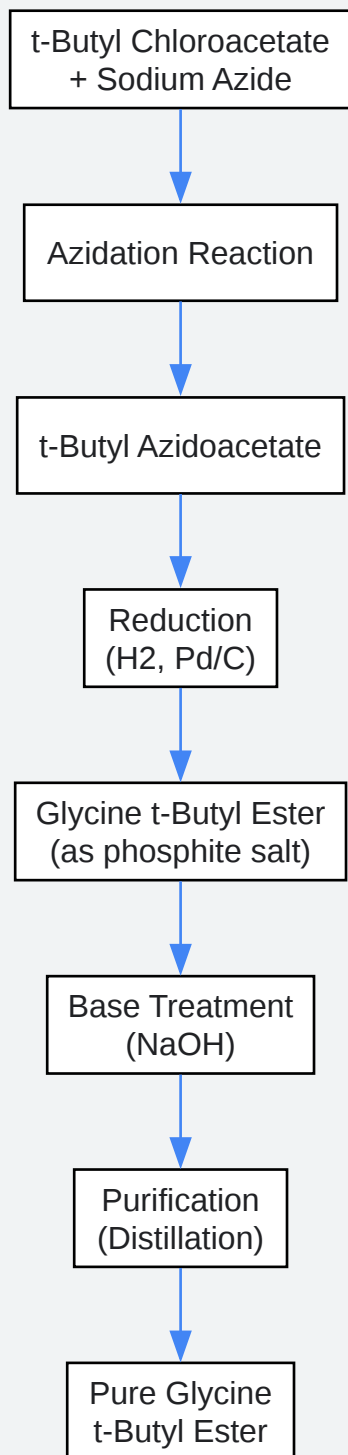 t-Butyl Chloroacetate
+ Sodium Azide
Azidation Reaction
t-Butyl Azidoacetate
Reduction
(H2, Pd/C)
Glycine t-Butyl Ester
(as phosphite salt)
Base Treatment
(NaOH)
Purification
(Distillation)
Pure Glycine
t-Butyl Ester